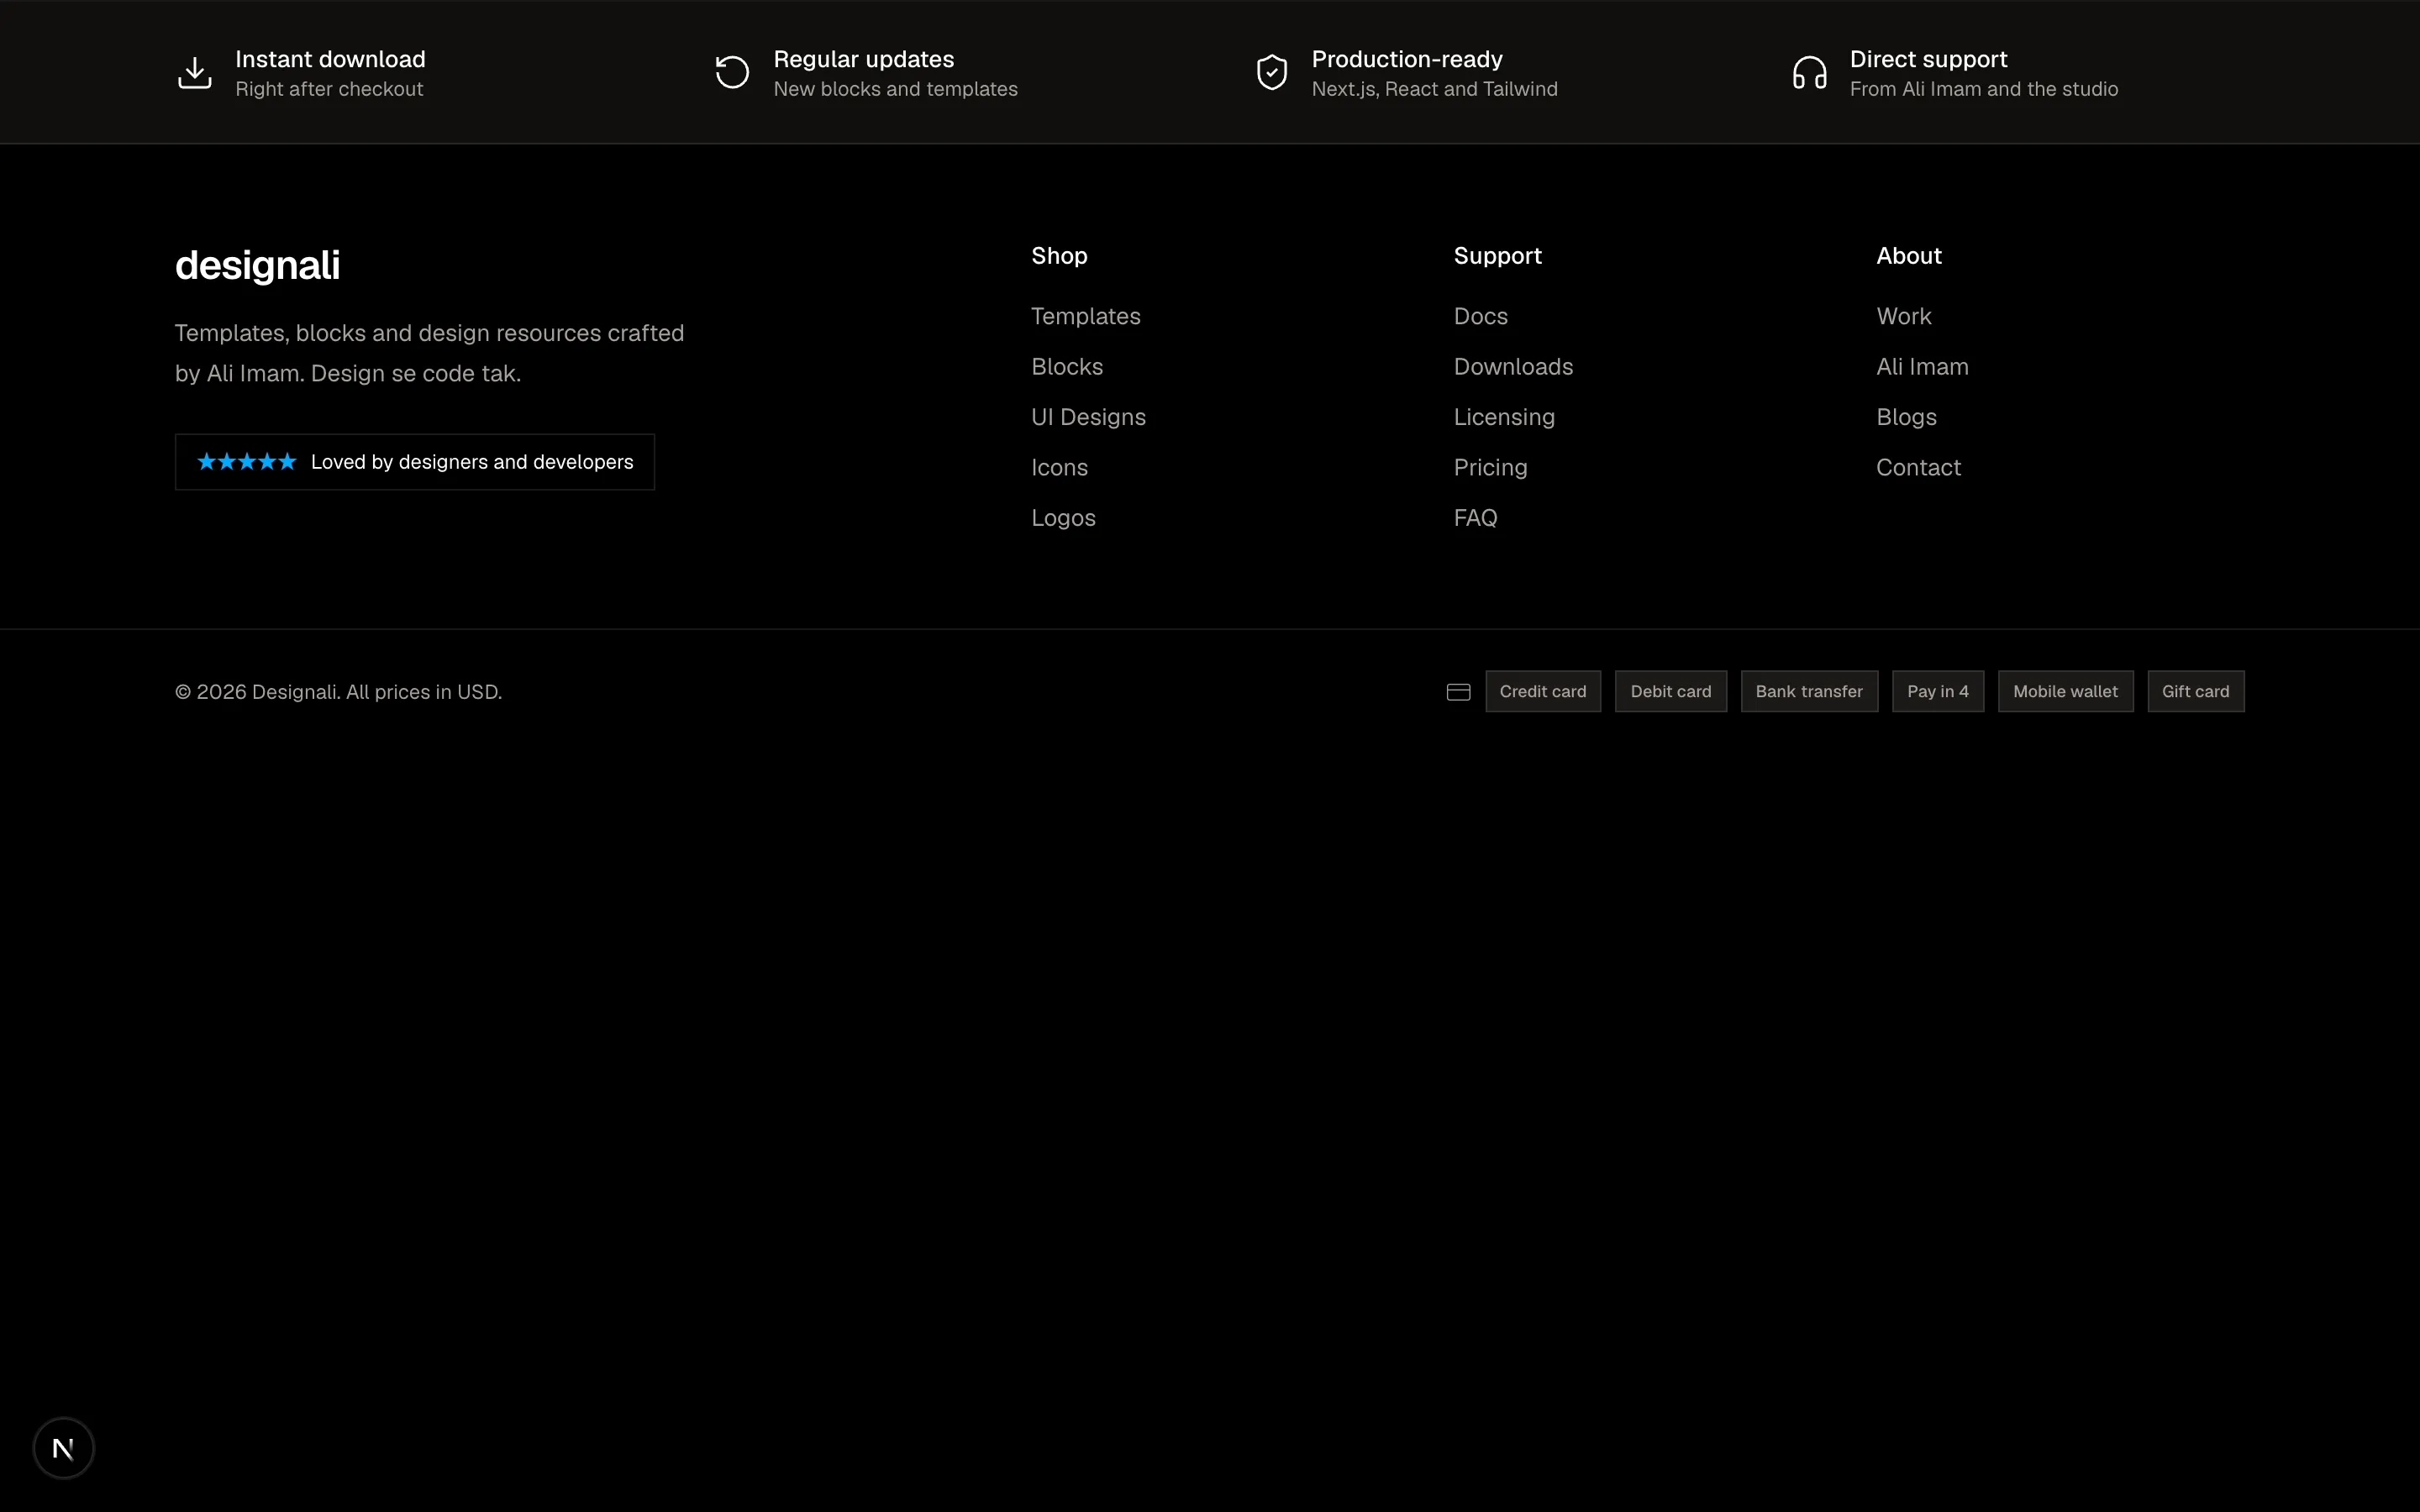 Instant download
Right after checkout
Regular updates
New blocks and templates
Production-ready
Next.js, React and Tailwind
Direct support
From Ali Imam and the studio
designali
Templates, blocks and design resources crafted
by Ali Imam. Design se code tak.
★★★★★ Loved by designers and developers
Shop
Templates
Blocks
UI Designs
Icons
Logos
Support
Docs
Downloads
Licensing
Pricing
FAQ
About
Work
Ali Imam
Blogs
Contact
© 2026 Designali. All prices in USD.
Credit card
Debit card
Bank transfer
Pay in 4
Mobile wallet
Gift card
N